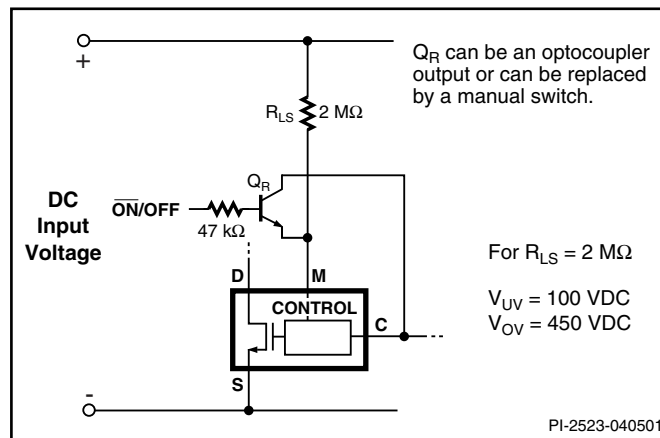 +
Q_R can be an optocoupler
output or can be replaced
by a manual switch.
R_LS 2 MΩ
Q_R
DC
Input
Voltage
O̅N̅/OFF
47 kΩ
For R_LS = 2 MΩ
D M
CONTROL
C
V_UV = 100 VDC
V_OV = 450 VDC
S
-
PI-2523-040501